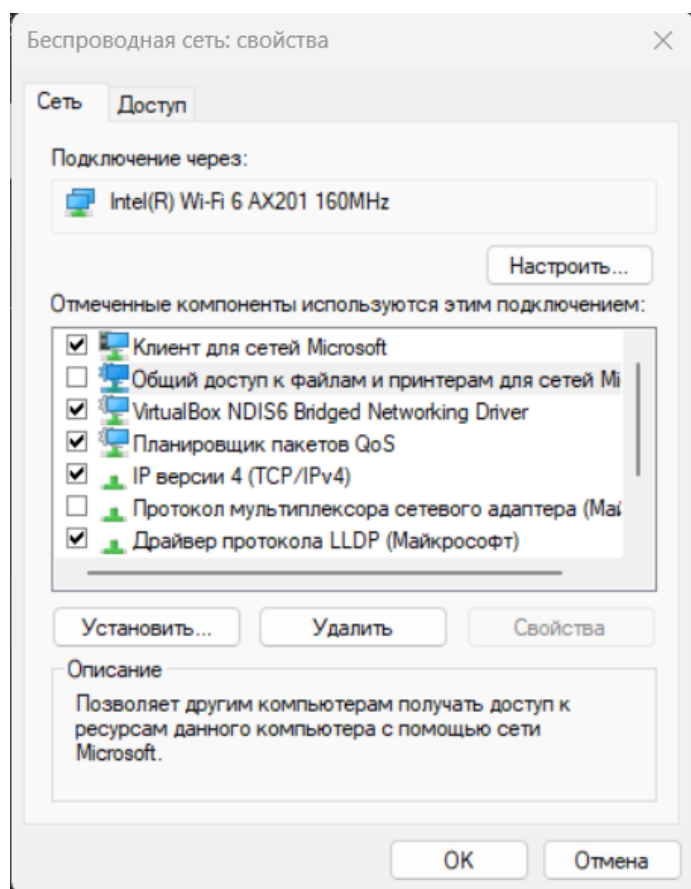 Беспроводная сеть: свойства
Сеть
Доступ
Подключение через:
Intel(R) Wi-Fi 6 AX201 160MHz
Настроить...
Отмеченные компоненты используются этим подключением:
Клиент для сетей Microsoft
Общий доступ к файлам и принтерам для сетей Mi
VirtualBox NDIS6 Bridged Networking Driver
Планировщик пакетов QoS
IP версии 4 (TCP/IPv4)
Протокол мультиплексора сетевого адаптера (Май
Драйвер протокола LLDP (Майкрософт)
Установить...
Удалить
Свойства
Описание
Позволяет другим компьютерам получать доступ к
ресурсам данного компьютера с помощью сети
Microsoft.
OK
Отмена